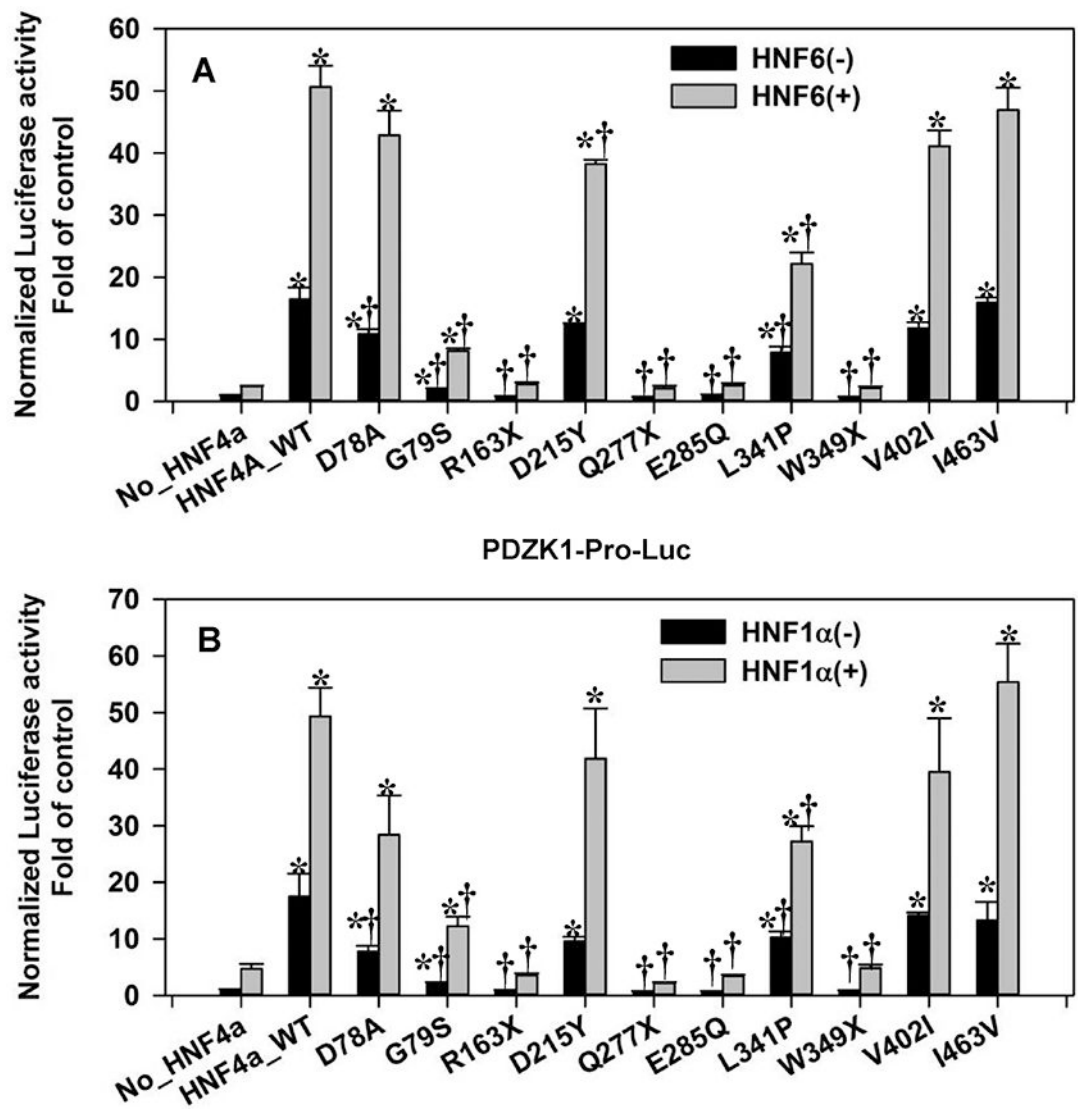 A
HNF6(-)
HNF6(+)
Normalized Luciferase activity
Fold of control
60
50
40
30
20
10
0
* * *† * *† *† † † * *† † † † † *† *† † † * * * *
No_HNF4a HNF4A_WT D78A G79S R163X D215Y Q277X E285Q L341P W349X V402I I463V
PDZK1-Pro-Luc
B
HNF1α(-)
HNF1α(+)
Normalized Luciferase activity
Fold of control
70
60
50
40
30
20
10
0
* * *† * *† *† † † * * † † † † *† *† † † * * * *
No_HNF4a HNF4a_WT D78A G79S R163X D215Y Q277X E285Q L341P W349X V402I I463V